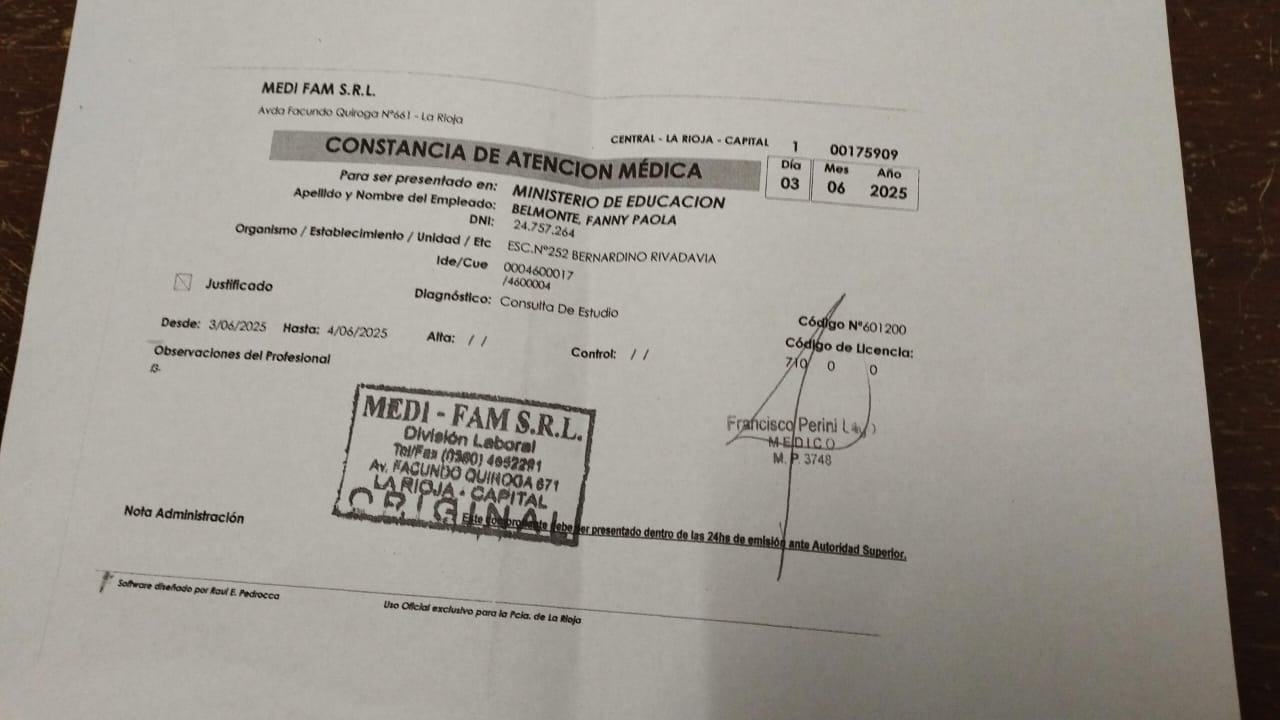 MEDI FAM S.R.L.
Avda Facundo Quiroga Nº661 - La Rioja
CENTRAL - LA RIOJA - CAPITAL 1 00175909
CONSTANCIA DE ATENCION MÉDICA
Día Mes Año
03 06 2025
Para ser presentado en: MINISTERIO DE EDUCACION
Apellido y Nombre del Empleado: BELMONTE, FANNY PAOLA
DNI: 24.757.264
Organismo / Establecimiento / Unidad / Etc ESC.Nº252 BERNARDINO RIVADAVIA
Ide/Cue 0004600017
/4600004
Justificado
Diagnóstico: Consulta De Estudio
Código Nº601200
Desde: 3/06/2025 Hasta: 4/06/2025 Alta: / / Control: / /
Código de Licencia:
710 0 0
Observaciones del Profesional
MEDI - FAM S.R.L.
División Laboral
Tel/Fax (0380) 4652291
Av. FACUNDO QUIROGA 671
LA RIOJA - CAPITAL
ORIGINAL
Francisco Perini
MEDICO
M. P. 3748
Este comprobante debe ser presentado dentro de las 24hs de emisión ante Autoridad Superior.
Nota Administración
Software diseñado por Raul E. Pedrocca
Uso Oficial exclusivo para la Pcia. de La Rioja